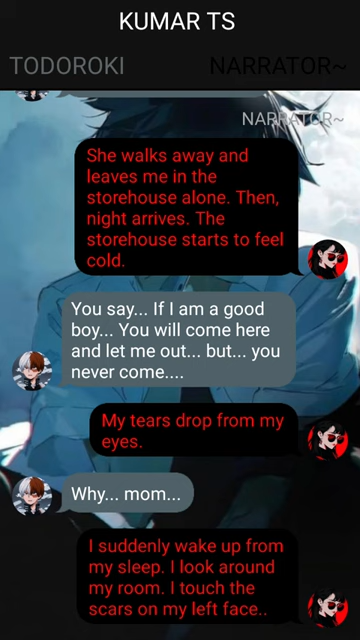 KUMAR TS
TODOROKI
NARRATOR~
NARRATOR~
She walks away and
leaves me in the
storehouse alone. Then,
night arrives. The
storehouse starts to feel
cold.
You say... If I am a good
boy... You will come here
and let me out... but... you
never come....
My tears drop from my
eyes.
Why... mom...
I suddenly wake up from
my sleep. I look around
my room. I touch the
scars on my left face..